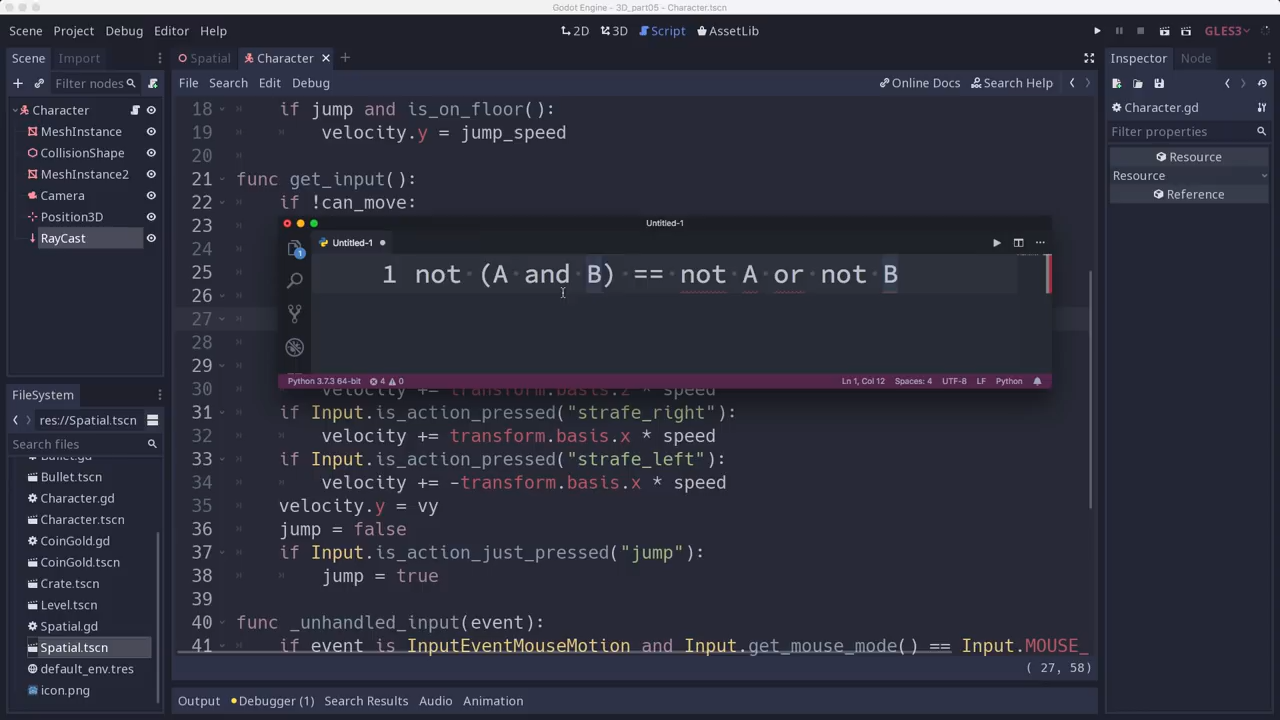 Godot Engine - 3D_part05 - Character.tscn
Scene Project Debug Editor Help
2D 3D Script AssetLib
GLES3
Scene Import
Spatial Character
Inspector Node
Filter nodes
File Search Edit Debug
Online Docs Search Help
Character
MeshInstance
CollisionShape
MeshInstance2
Camera
Position3D
RayCast
18 if jump and is_on_floor():
19 velocity.y = jump_speed
20
21 func get_input():
22 if !can_move:
23
24
25
26
27
28
29
30 velocity += transform.basis.z * speed
31 if Input.is_action_pressed("strafe_right"):
32 velocity += transform.basis.x * speed
33 if Input.is_action_pressed("strafe_left"):
34 velocity += -transform.basis.x * speed
35 velocity.y = vy
36 jump = false
37 if Input.is_action_just_pressed("jump"):
38 jump = true
39
40 func _unhandled_input(event):
41 if event is InputEventMouseMotion and Input.get_mouse_mode() == Input.MOUSE_
( 27, 58)
Untitled-1
Untitled-1
1
1 not (A and B) == not A or not B
Python 3.7.3 64-bit 4 0
Ln 1, Col 12 Spaces: 4 UTF-8 LF Python
Character.gd
Filter properties
Resource
Resource
Reference
FileSystem
res://Spatial.tscn
Search files
Bullet.gd
Bullet.tscn
Character.gd
Character.tscn
CoinGold.gd
CoinGold.tscn
Crate.tscn
Level.tscn
Spatial.gd
Spatial.tscn
default_env.tres
icon.png
Output Debugger (1) Search Results Audio Animation